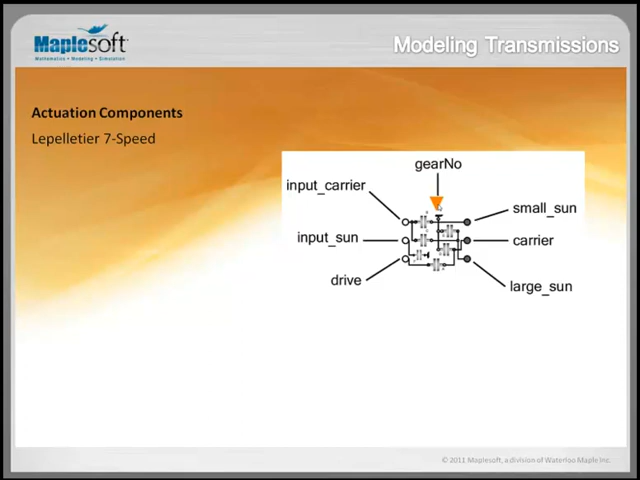 Maplesoft
Mathematics • Modeling • Simulation
Modeling Transmissions
Actuation Components
Lepelletier 7-Speed
gearNo
input_carrier
small_sun
input_sun
carrier
drive
large_sun
© 2011 Maplesoft, a division of Waterloo Maple Inc.